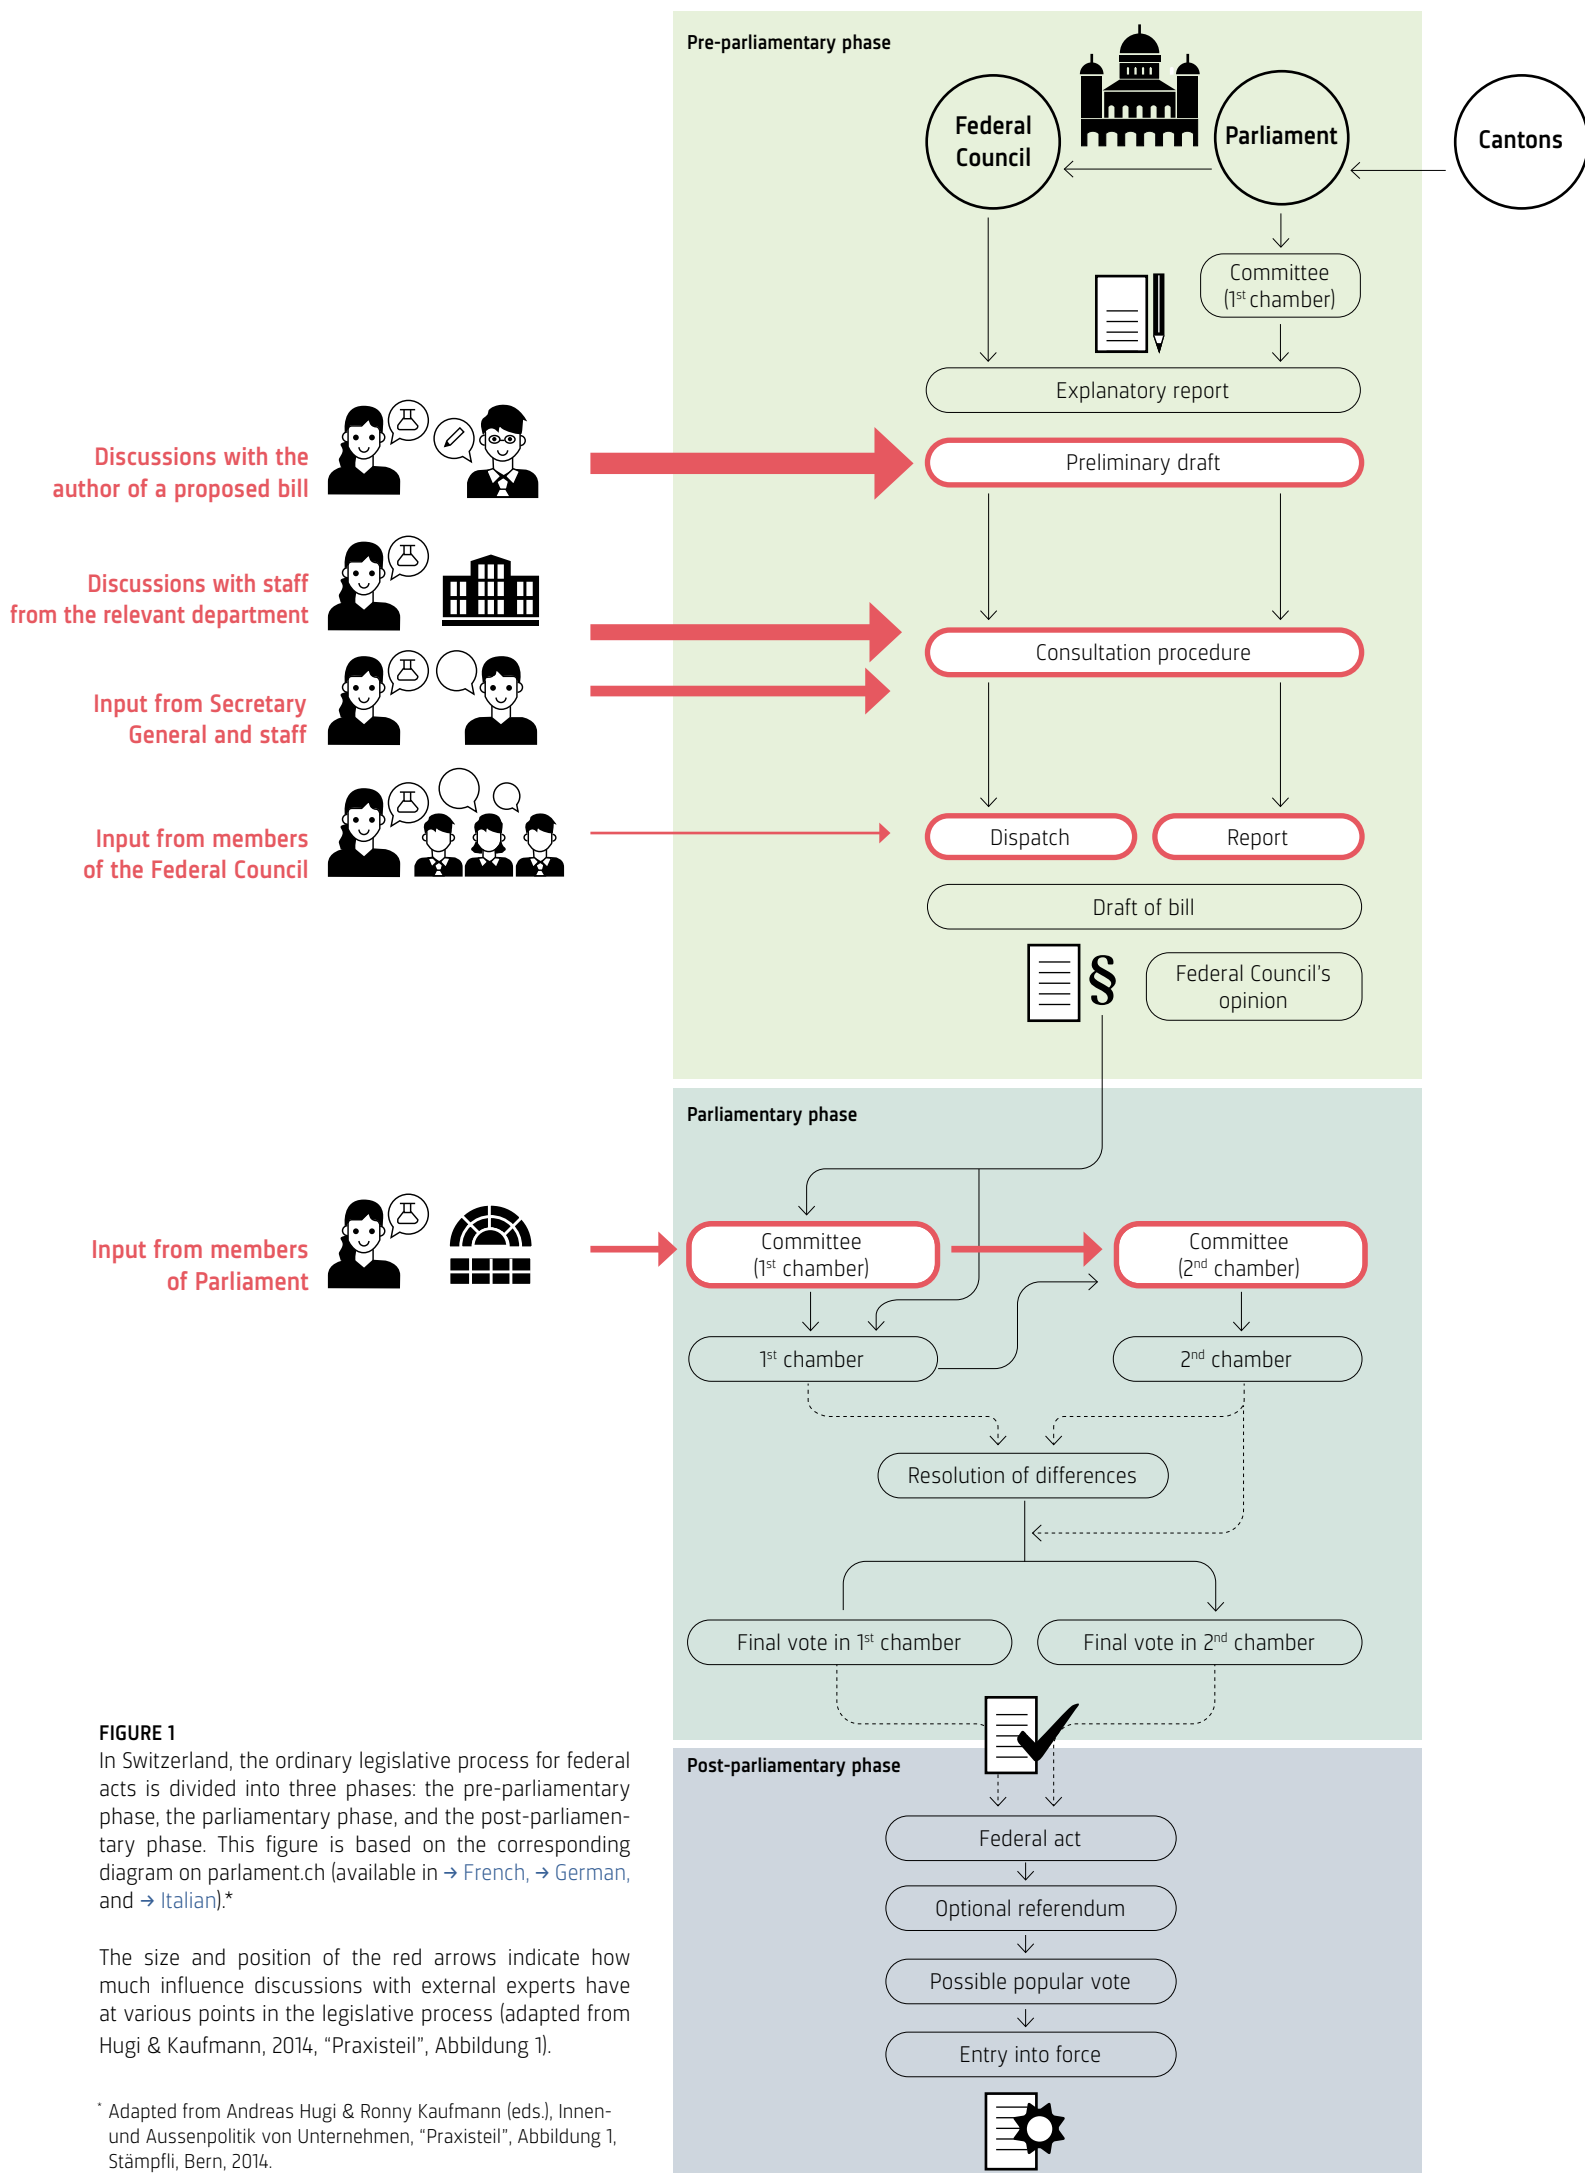 Pre-parliamentary phase
Federal
Council
Parliament
Cantons
Committee
(1st chamber)
Explanatory report
Discussions with the
author of a proposed bill
Preliminary draft
Discussions with staff
from the relevant department
Consultation procedure
Input from Secretary
General and staff
Input from members
of the Federal Council
Dispatch
Report
Draft of bill
§
Federal Council's
opinion
Parliamentary phase
Input from members
of Parliament
Committee
(1st chamber)
Committee
(2nd chamber)
1st chamber
2nd chamber
Resolution of differences
Final vote in 1st chamber
Final vote in 2nd chamber
Post-parliamentary phase
Federal act
Optional referendum
Possible popular vote
Entry into force
FIGURE 1
In Switzerland, the ordinary legislative process for federal
acts is divided into three phases: the pre-parliamentary
phase, the parliamentary phase, and the post-parliamen-
tary phase. This figure is based on the corresponding
diagram on parlament.ch (available in → French, → German,
and → Italian).*
The size and position of the red arrows indicate how
much influence discussions with external experts have
at various points in the legislative process (adapted from
Hugi & Kaufmann, 2014, “Praxisteil”, Abbildung 1).
* Adapted from Andreas Hugi & Ronny Kaufmann (eds.), Innen-
und Aussenpolitik von Unternehmen, “Praxisteil”, Abbildung 1,
Stämpfli, Bern, 2014.